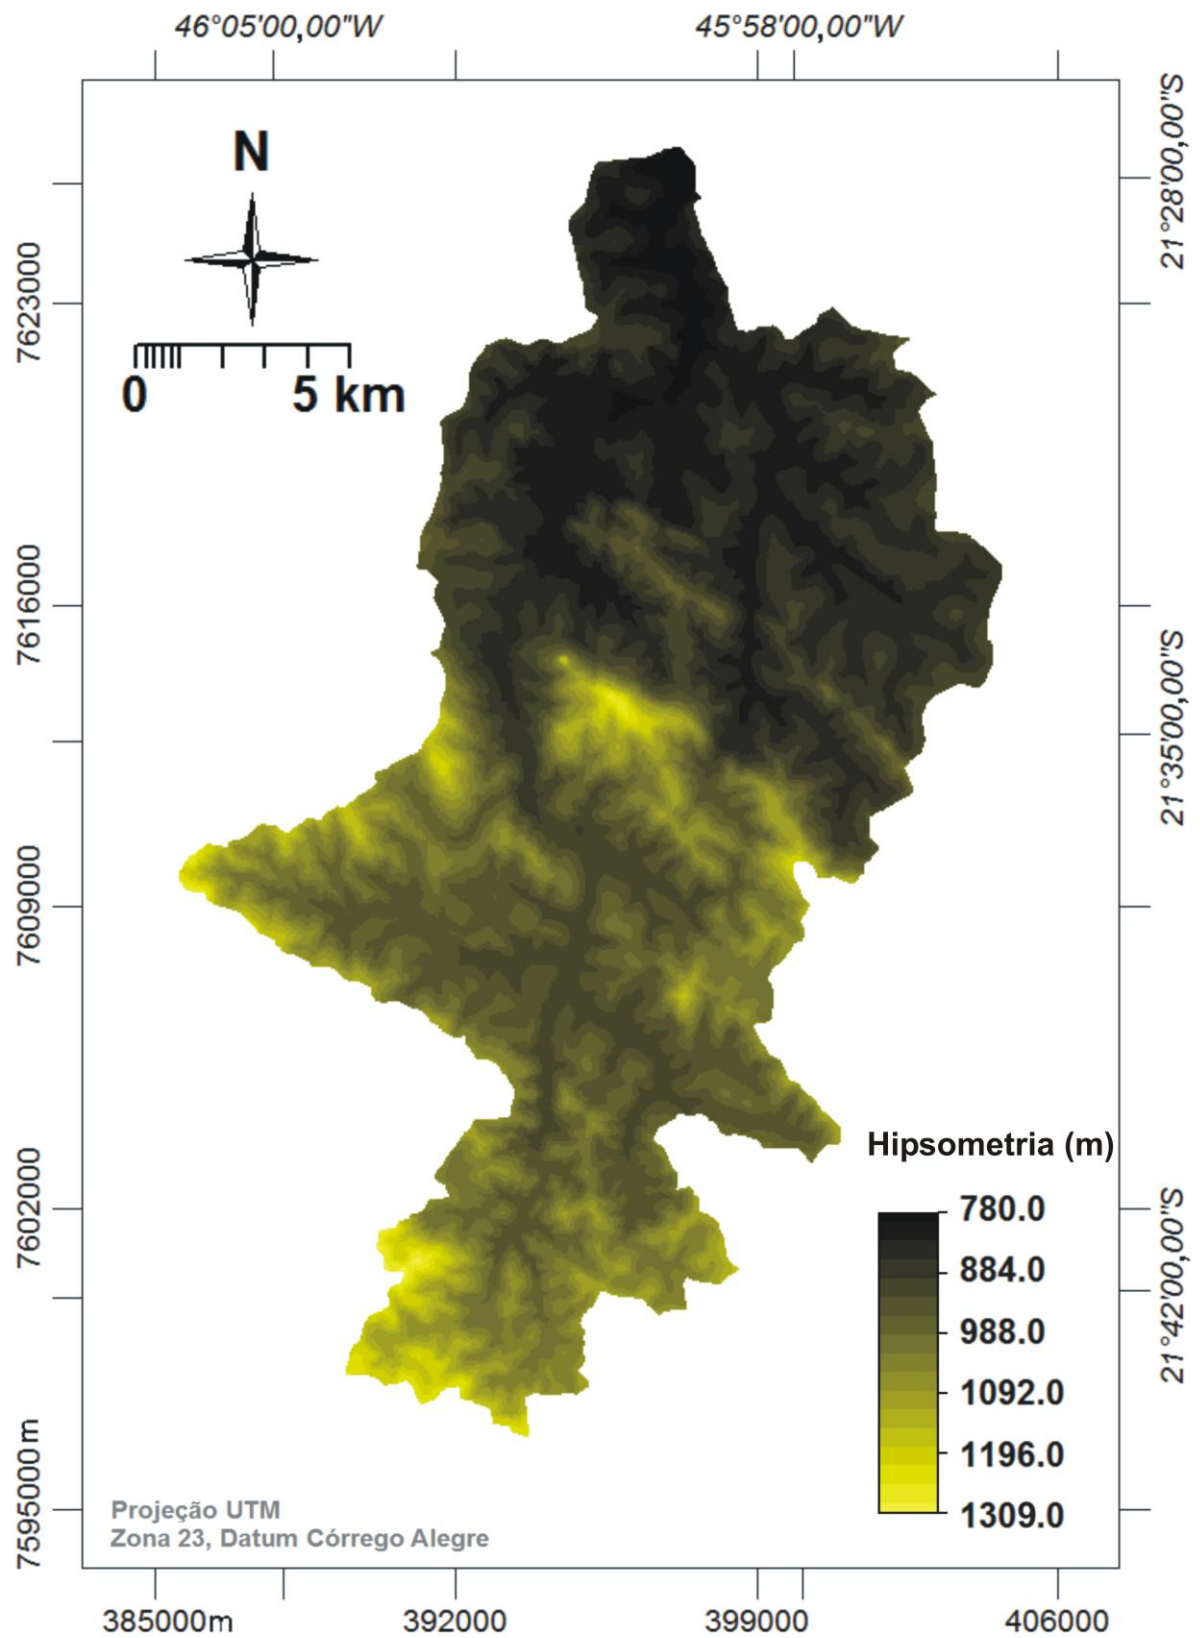 46°05'00,00"W
45°58'00,00"W
N
0
5 km
7623000
7616000
7609000
7602000
7595000m
21°28'00,00"S
21°35'00,00"S
21°42'00,00"S
Hipsometria (m)
780.0
884.0
988.0
1092.0
1196.0
1309.0
Projeção UTM
Zona 23, Datum Córrego Alegre
385000m
392000
399000
406000